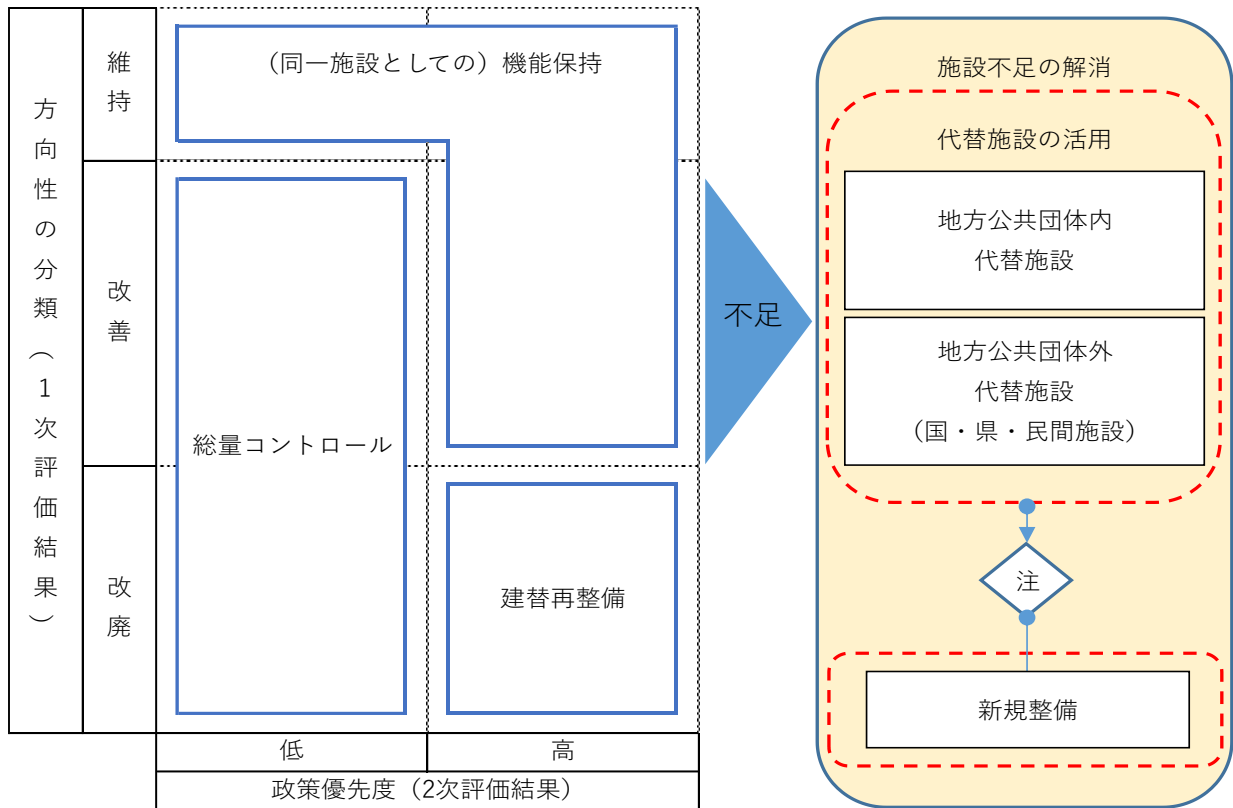 方向性の分類（１次評価結果）
維持
改善
改廃
（同一施設としての）機能保持
総量コントロール
建替再整備
低
高
政策優先度（2次評価結果）
不足
施設不足の解消
代替施設の活用
地方公共団体内
代替施設
地方公共団体外
代替施設
（国・県・民間施設）
注
新規整備